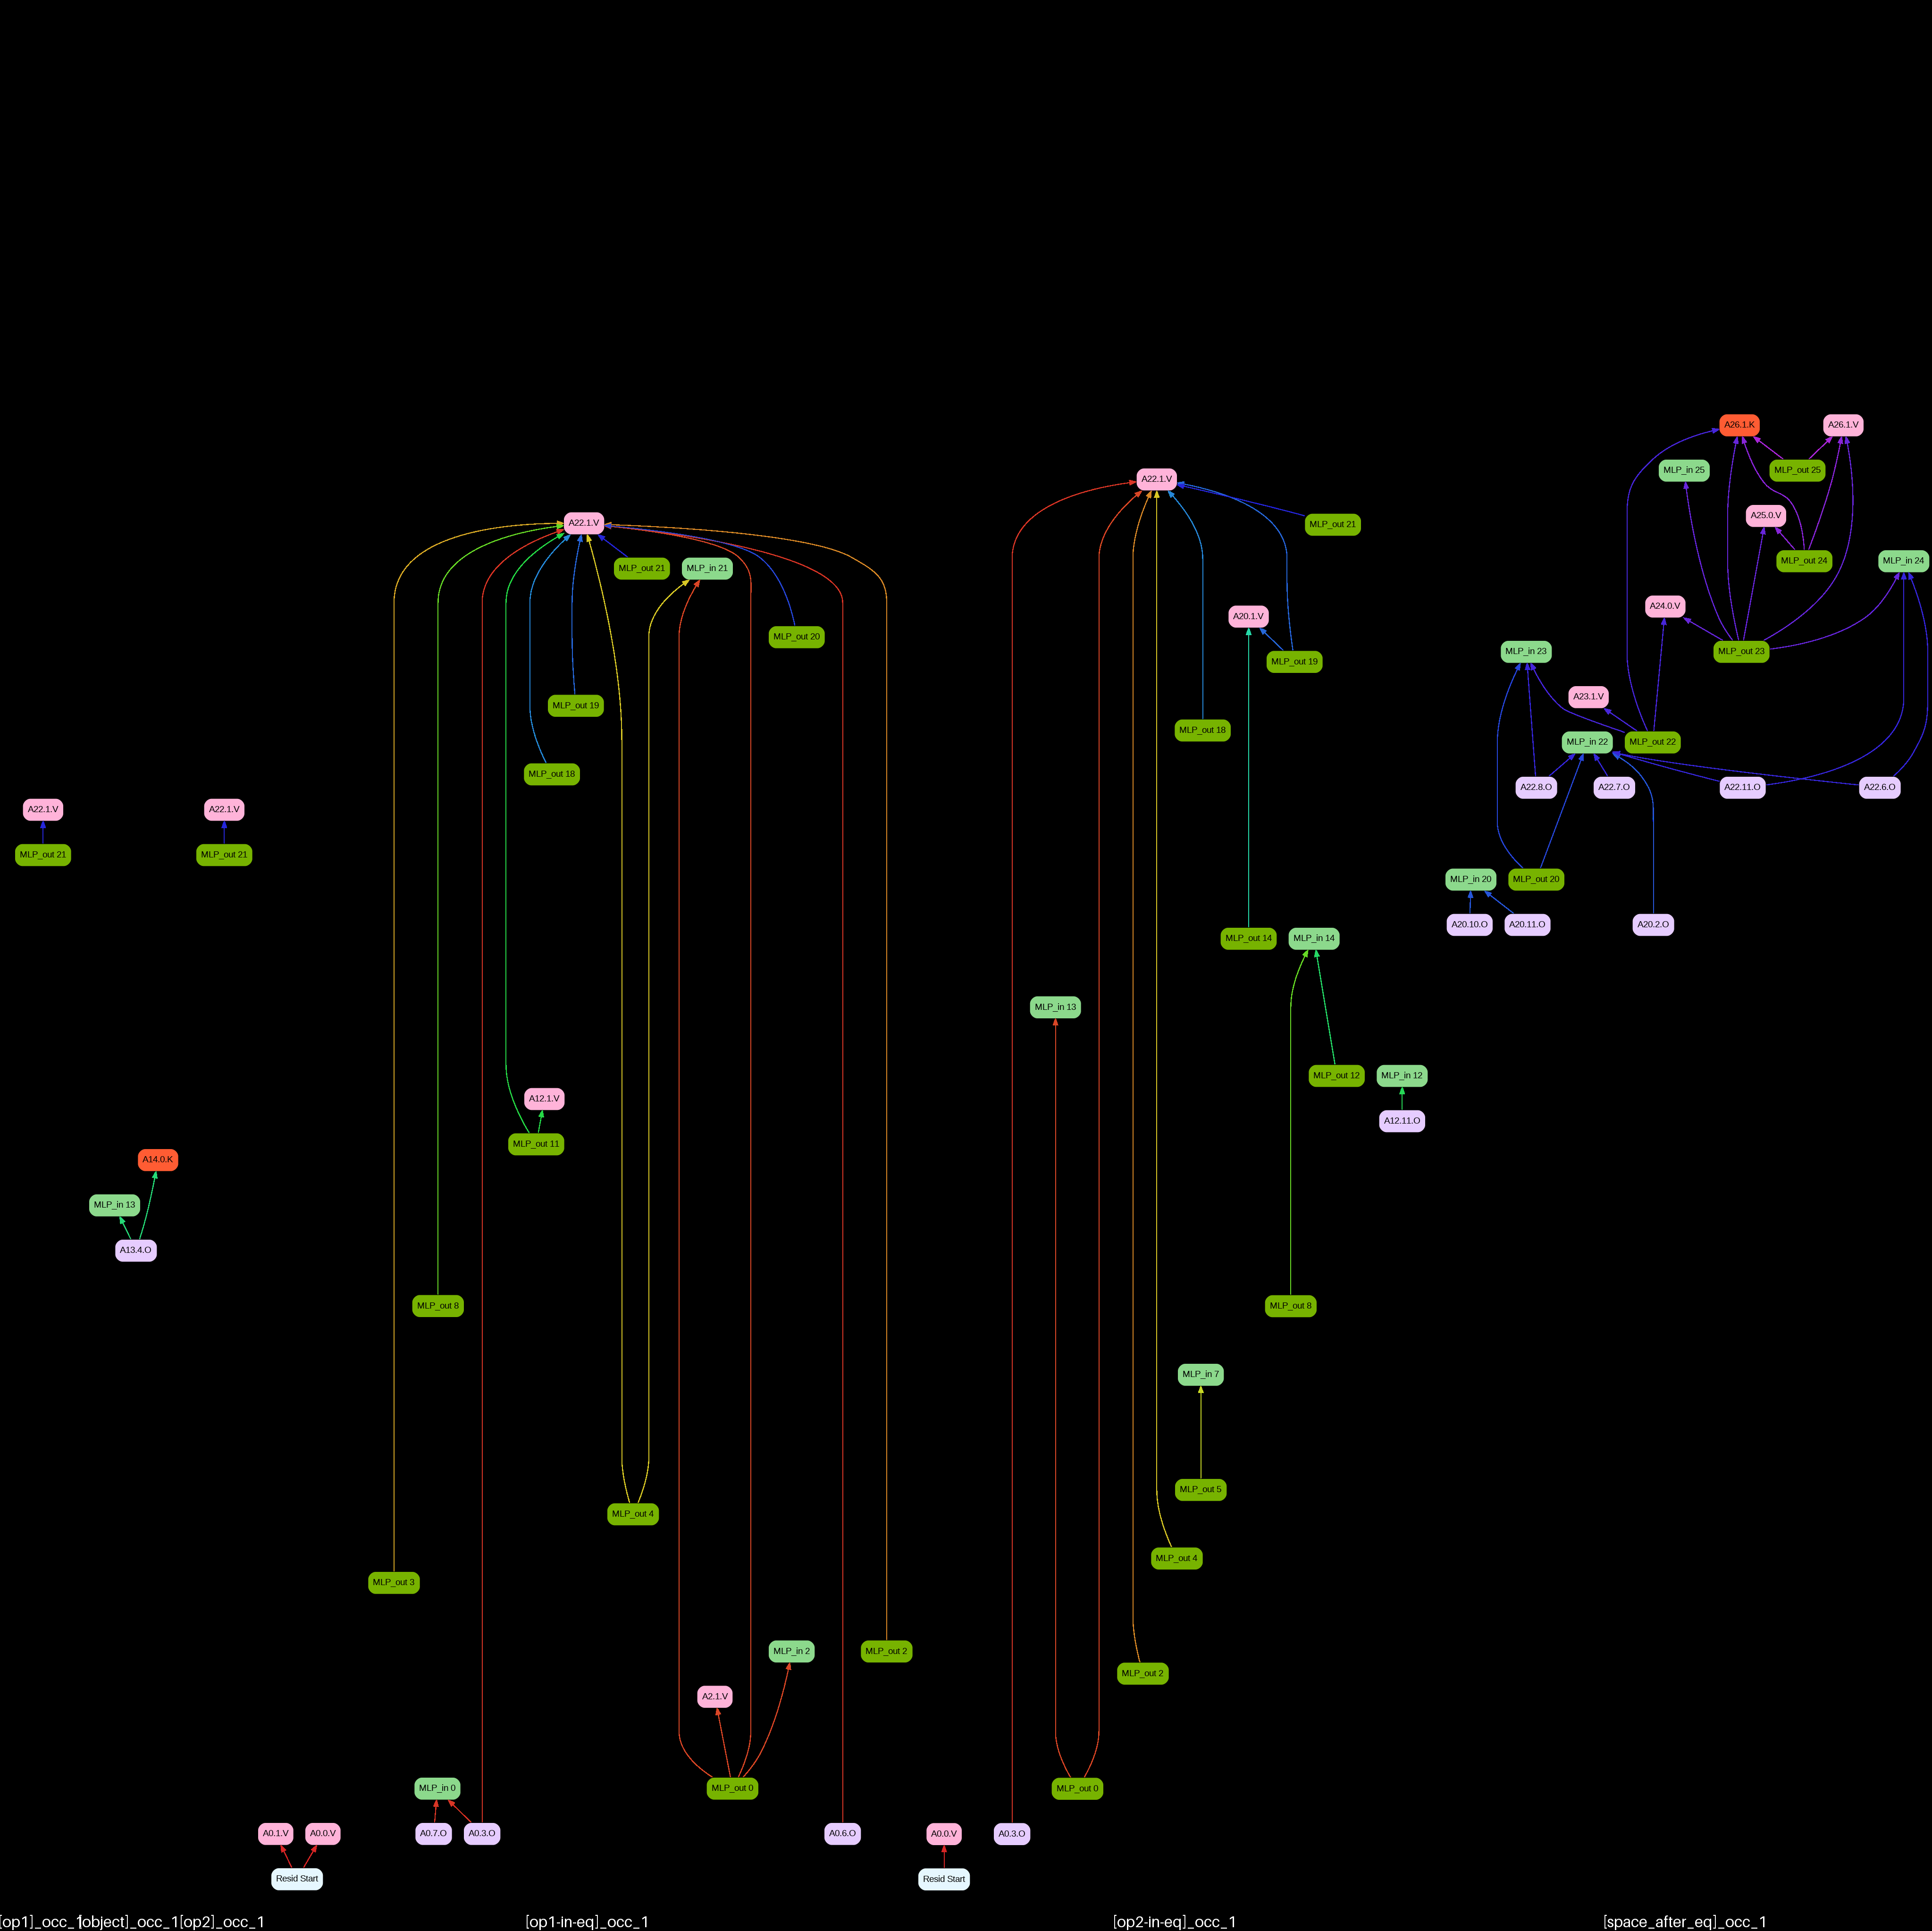 A26.1.K
A26.1.V
MLP_in 25
MLP_out 25
A22.1.V
A25.0.V
A22.1.V
MLP_out 21
MLP_out 21
MLP_in 21
MLP_out 24
MLP_in 24
A24.0.V
A20.1.V
MLP_out 20
MLP_in 23
MLP_out 23
MLP_out 19
A23.1.V
MLP_out 19
MLP_out 18
MLP_in 22
MLP_out 22
MLP_out 18
A22.8.O
A22.7.O
A22.11.O
A22.6.O
A22.1.V
A22.1.V
MLP_out 21
MLP_out 21
MLP_in 20
MLP_out 20
A20.10.O
A20.11.O
A20.2.O
MLP_out 14
MLP_in 14
MLP_in 13
MLP_out 12
MLP_in 12
A12.1.V
A12.11.O
MLP_out 11
A14.0.K
MLP_in 13
A13.4.O
MLP_out 8
MLP_out 8
MLP_in 7
MLP_out 5
MLP_out 4
MLP_out 4
MLP_out 3
MLP_in 2
MLP_out 2
MLP_out 2
A2.1.V
MLP_in 0
MLP_out 0
MLP_out 0
A0.1.V
A0.0.V
A0.7.O
A0.3.O
A0.6.O
A0.0.V
A0.3.O
Resid Start
Resid Start
[op1]_occ_1 [object]_occ_1 [op2]_occ_1 [op1-in-eq]_occ_1 [op2-in-eq]_occ_1 [space_after_eq]_occ_1